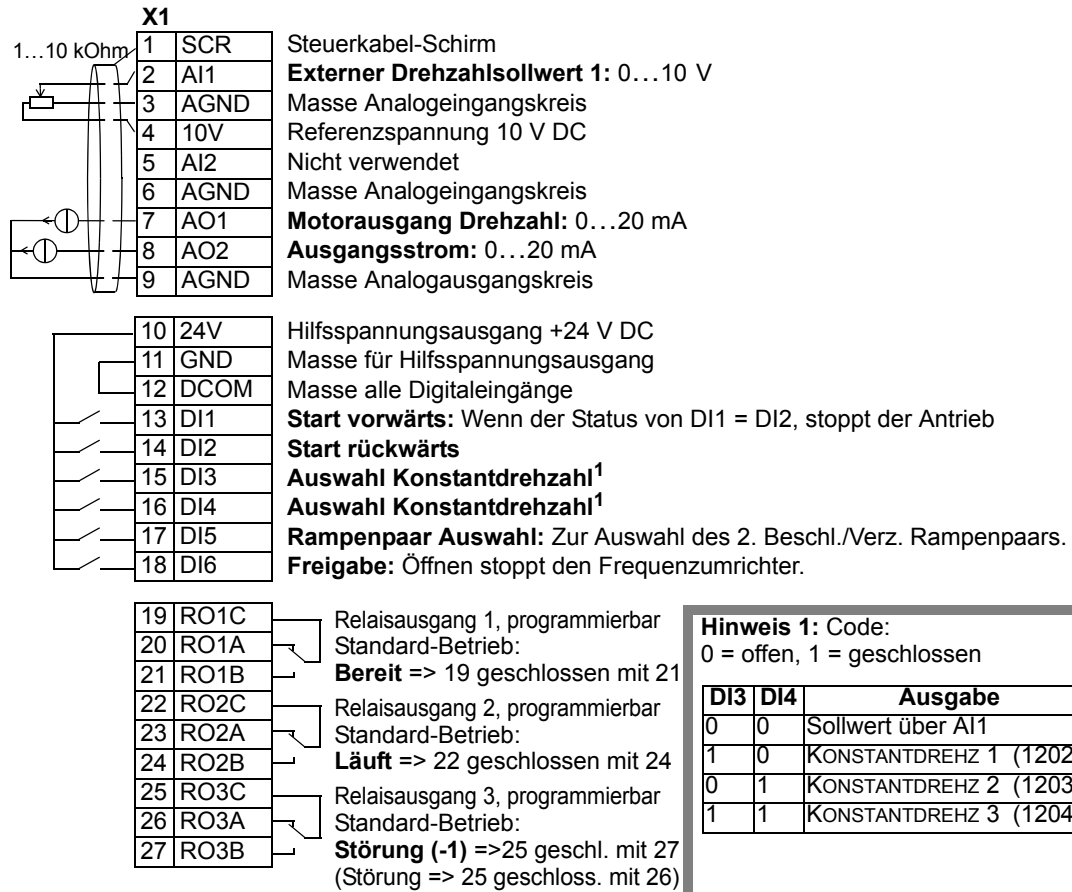 X1
1…10 kOhm
1 SCR Steuerkabel-Schirm
2 AI1 Externer Drehzahlsollwert 1: 0…10 V
3 AGND Masse Analogeingangskreis
4 10V Referenzspannung 10 V DC
5 AI2 Nicht verwendet
6 AGND Masse Analogeingangskreis
7 AO1 Motorausgang Drehzahl: 0…20 mA
8 AO2 Ausgangsstrom: 0…20 mA
9 AGND Masse Analogausgangskreis
10 24V Hilfsspannungsausgang +24 V DC
11 GND Masse für Hilfsspannungsausgang
12 DCOM Masse alle Digitaleingänge
13 DI1 Start vorwärts: Wenn der Status von DI1 = DI2, stoppt der Antrieb
14 DI2 Start rückwärts
15 DI3 Auswahl Konstantdrehzahl1
16 DI4 Auswahl Konstantdrehzahl1
17 DI5 Rampenpaar Auswahl: Zur Auswahl des 2. Beschl./Verz. Rampenpaars.
18 DI6 Freigabe: Öffnen stoppt den Frequenzumrichter.
19 RO1C Relaisausgang 1, programmierbar
20 RO1A Standard-Betrieb:
21 RO1B Bereit => 19 geschlossen mit 21
22 RO2C Relaisausgang 2, programmierbar
23 RO2A Standard-Betrieb:
24 RO2B Läuft => 22 geschlossen mit 24
25 RO3C Relaisausgang 3, programmierbar
26 RO3A Standard-Betrieb:
27 RO3B Störung (-1) =>25 geschl. mit 27
(Störung => 25 geschloss. mit 26)
Hinweis 1: Code:
0 = offen, 1 = geschlossen
DI3 DI4 Ausgabe
0 0 Sollwert über AI1
1 0 KONSTANTDREHZ 1 (1202
0 1 KONSTANTDREHZ 2 (1203
1 1 KONSTANTDREHZ 3 (1204